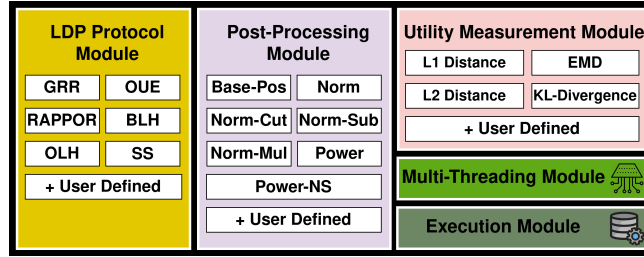 LDP Protocol
Module
GRR
OUE
RAPPOR
BLH
OLH
SS
+ User Defined
Post-Processing
Module
Base-Pos
Norm
Norm-Cut
Norm-Sub
Norm-Mul
Power
Power-NS
+ User Defined
Utility Measurement Module
L1 Distance
EMD
L2 Distance
KL-Divergence
+ User Defined
Multi-Threading Module
Execution Module